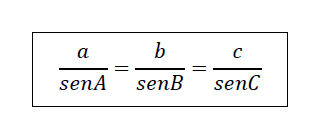 a/senA = b/senB = c/senC